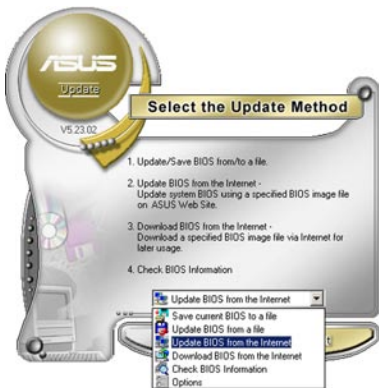 ASUS
Update
V5.23.02
Select the Update Method
1. Update/Save BIOS from/to a file.
2. Update BIOS from the Internet -
Update system BIOS using a specified BIOS image file
on ASUS Web Site.
3. Download BIOS from the Internet -
Download a specified BIOS image file via Internet for
later usage.
4. Check BIOS Information
Update BIOS from the Internet
Save current BIOS to a file
Update BIOS from a file
Update BIOS from the Internet
Download BIOS from the Internet
Check BIOS Information
Options